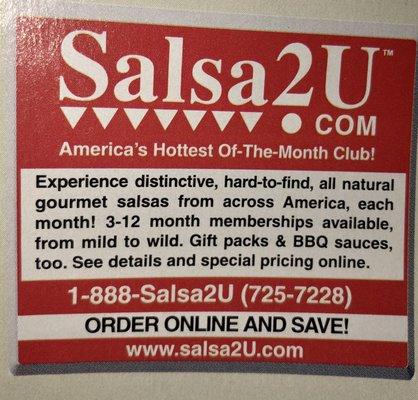 Salsa2U™
.COM
America's Hottest Of-The-Month Club!
Experience distinctive, hard-to-find, all natural
gourmet salsas from across America, each
month! 3-12 month memberships available,
from mild to wild. Gift packs & BBQ sauces,
too. See details and special pricing online.
1-888-Salsa2U (725-7228)
ORDER ONLINE AND SAVE!
www.salsa2U.com